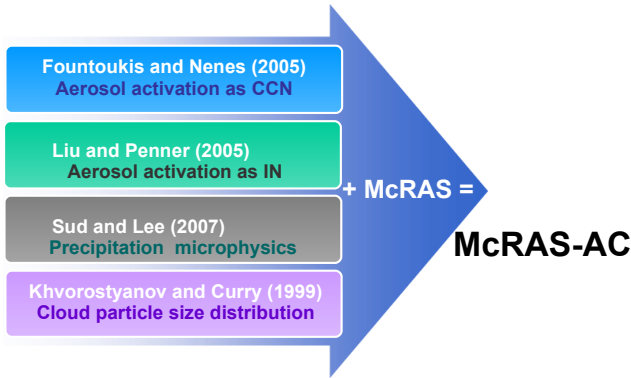 Fountoukis and Nenes (2005)
Aerosol activation as CCN
Liu and Penner (2005)
Aerosol activation as IN
+ McRAS =
Sud and Lee (2007)
Precipitation microphysics
McRAS-AC
Khvorostyanov and Curry (1999)
Cloud particle size distribution